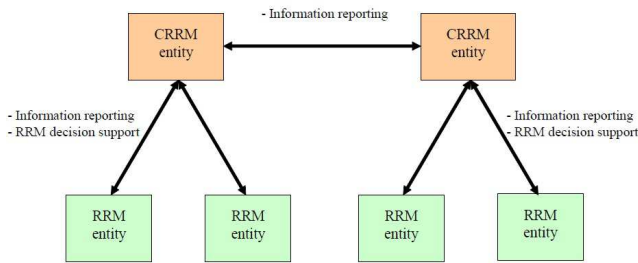 - Information reporting
CRRM
entity
CRRM
entity
- Information reporting
- RRM decision support
- Information reporting
- RRM decision support
RRM
entity
RRM
entity
RRM
entity
RRM
entity